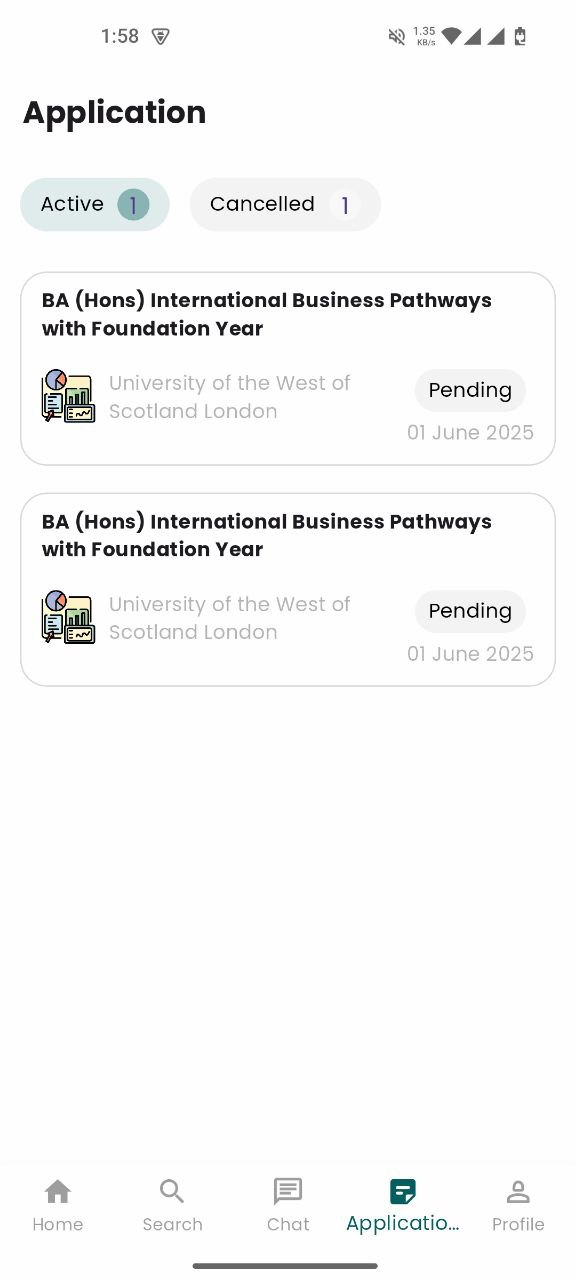 1:58
1.35
KB/s
Application
Active 1
Cancelled 1
BA (Hons) International Business Pathways
with Foundation Year
University of the West of
Scotland London
Pending
01 June 2025
BA (Hons) International Business Pathways
with Foundation Year
University of the West of
Scotland London
Pending
01 June 2025
Home
Search
Chat
Applicatio...
Profile